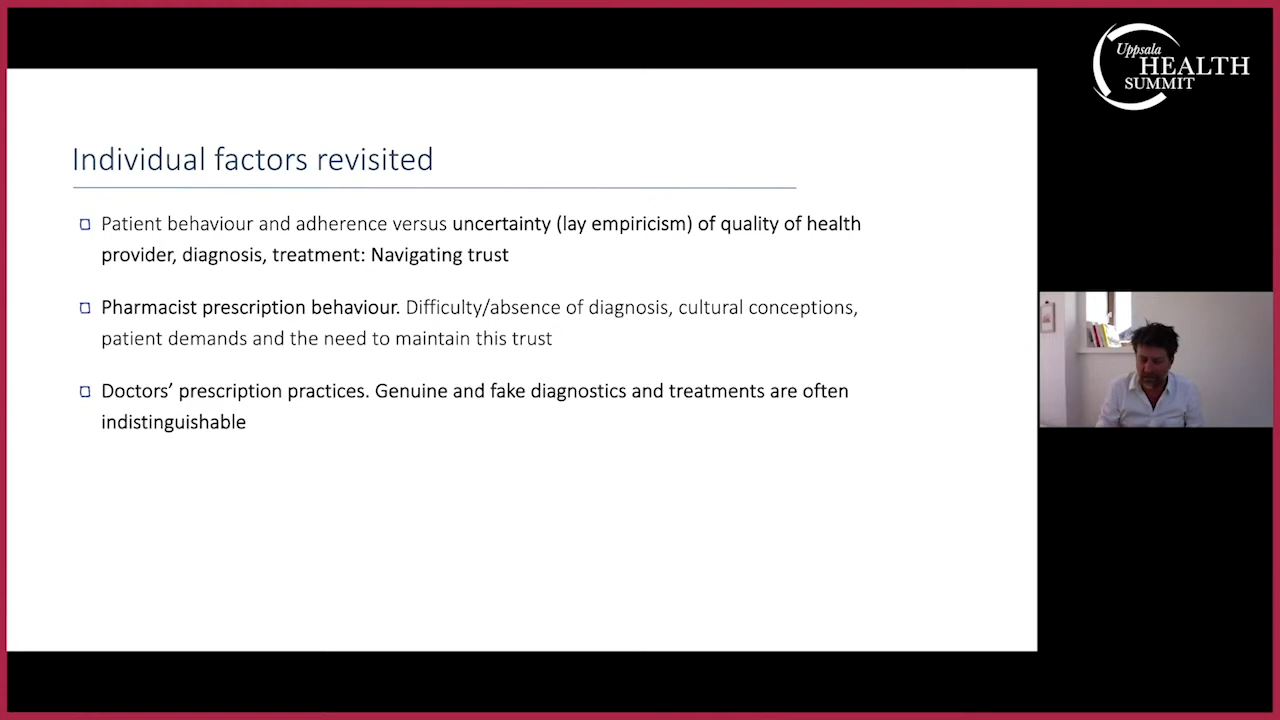 Uppsala
HEALTH
SUMMIT
Individual factors revisited
Patient behaviour and adherence versus uncertainty (lay empiricism) of quality of health
provider, diagnosis, treatment: Navigating trust
Pharmacist prescription behaviour. Difficulty/absence of diagnosis, cultural conceptions,
patient demands and the need to maintain this trust
Doctors’ prescription practices. Genuine and fake diagnostics and treatments are often
indistinguishable